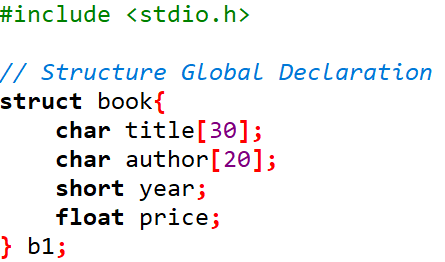 #include <stdio.h>
// Structure Global Declaration
struct book{
    char title[30];
    char author[20];
    short year;
    float price;
} b1;